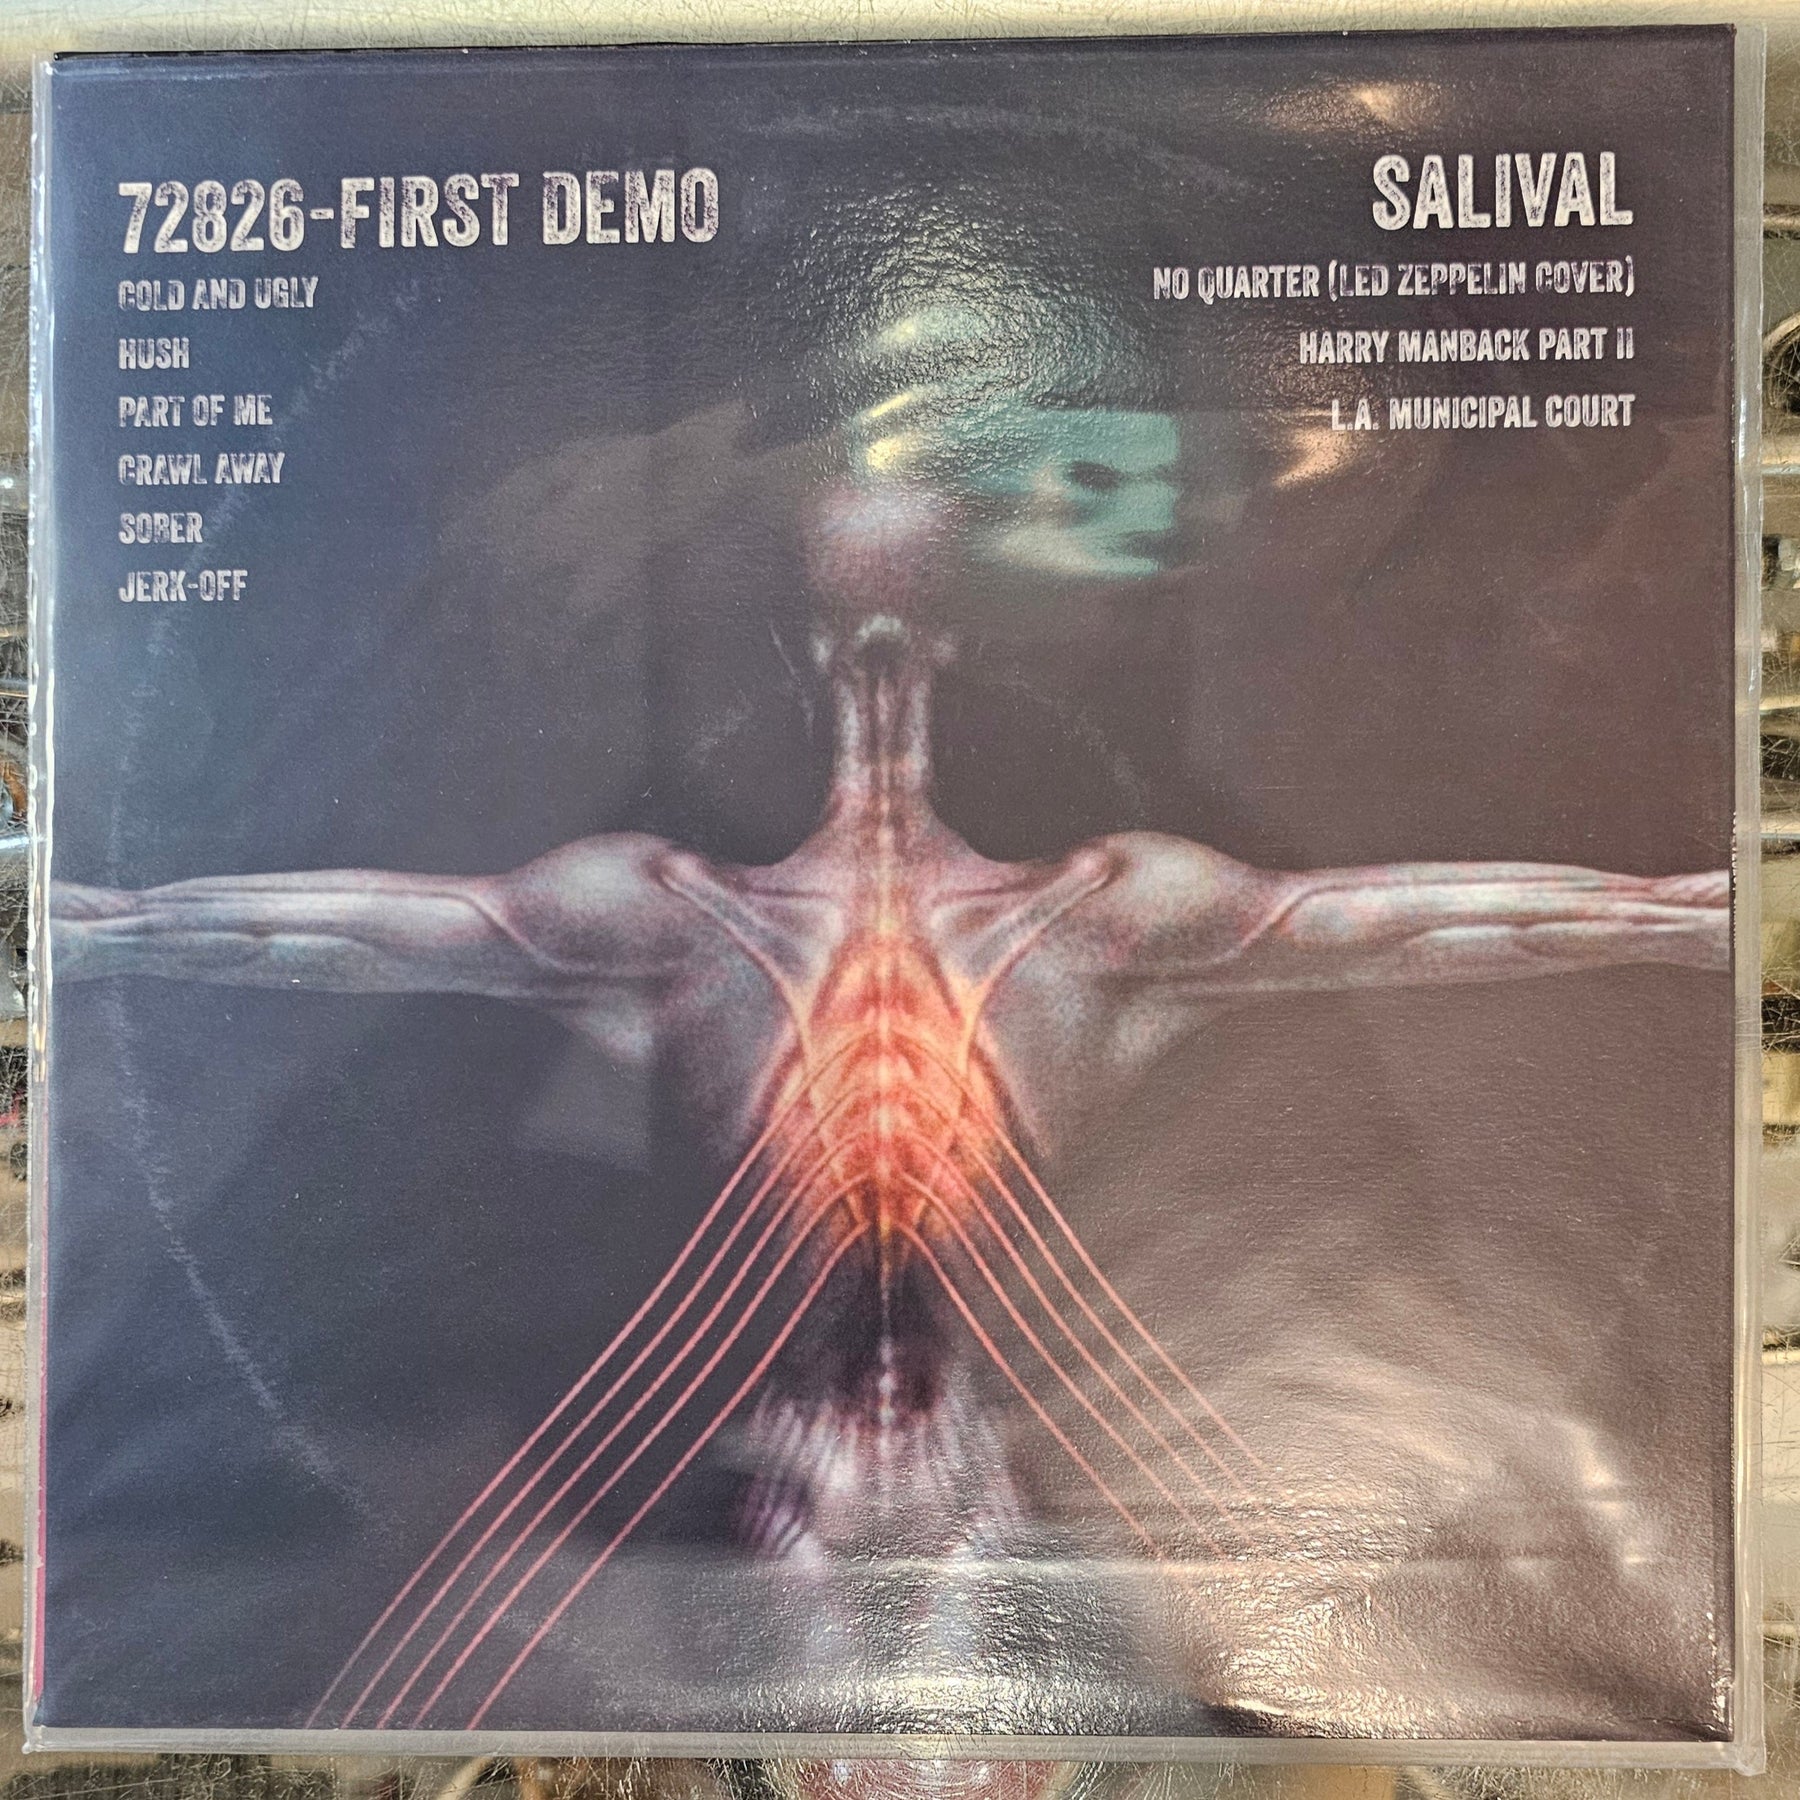 72826-FIRST DEMO
COLD AND UGLY
HUSH
PART OF ME
CRAWL AWAY
SOBER
JERK-OFF
SALIVAL
NO QUARTER (LED ZEPPELIN COVER)
HARRY MANBACK PART II
L.A. MUNICIPAL COURT